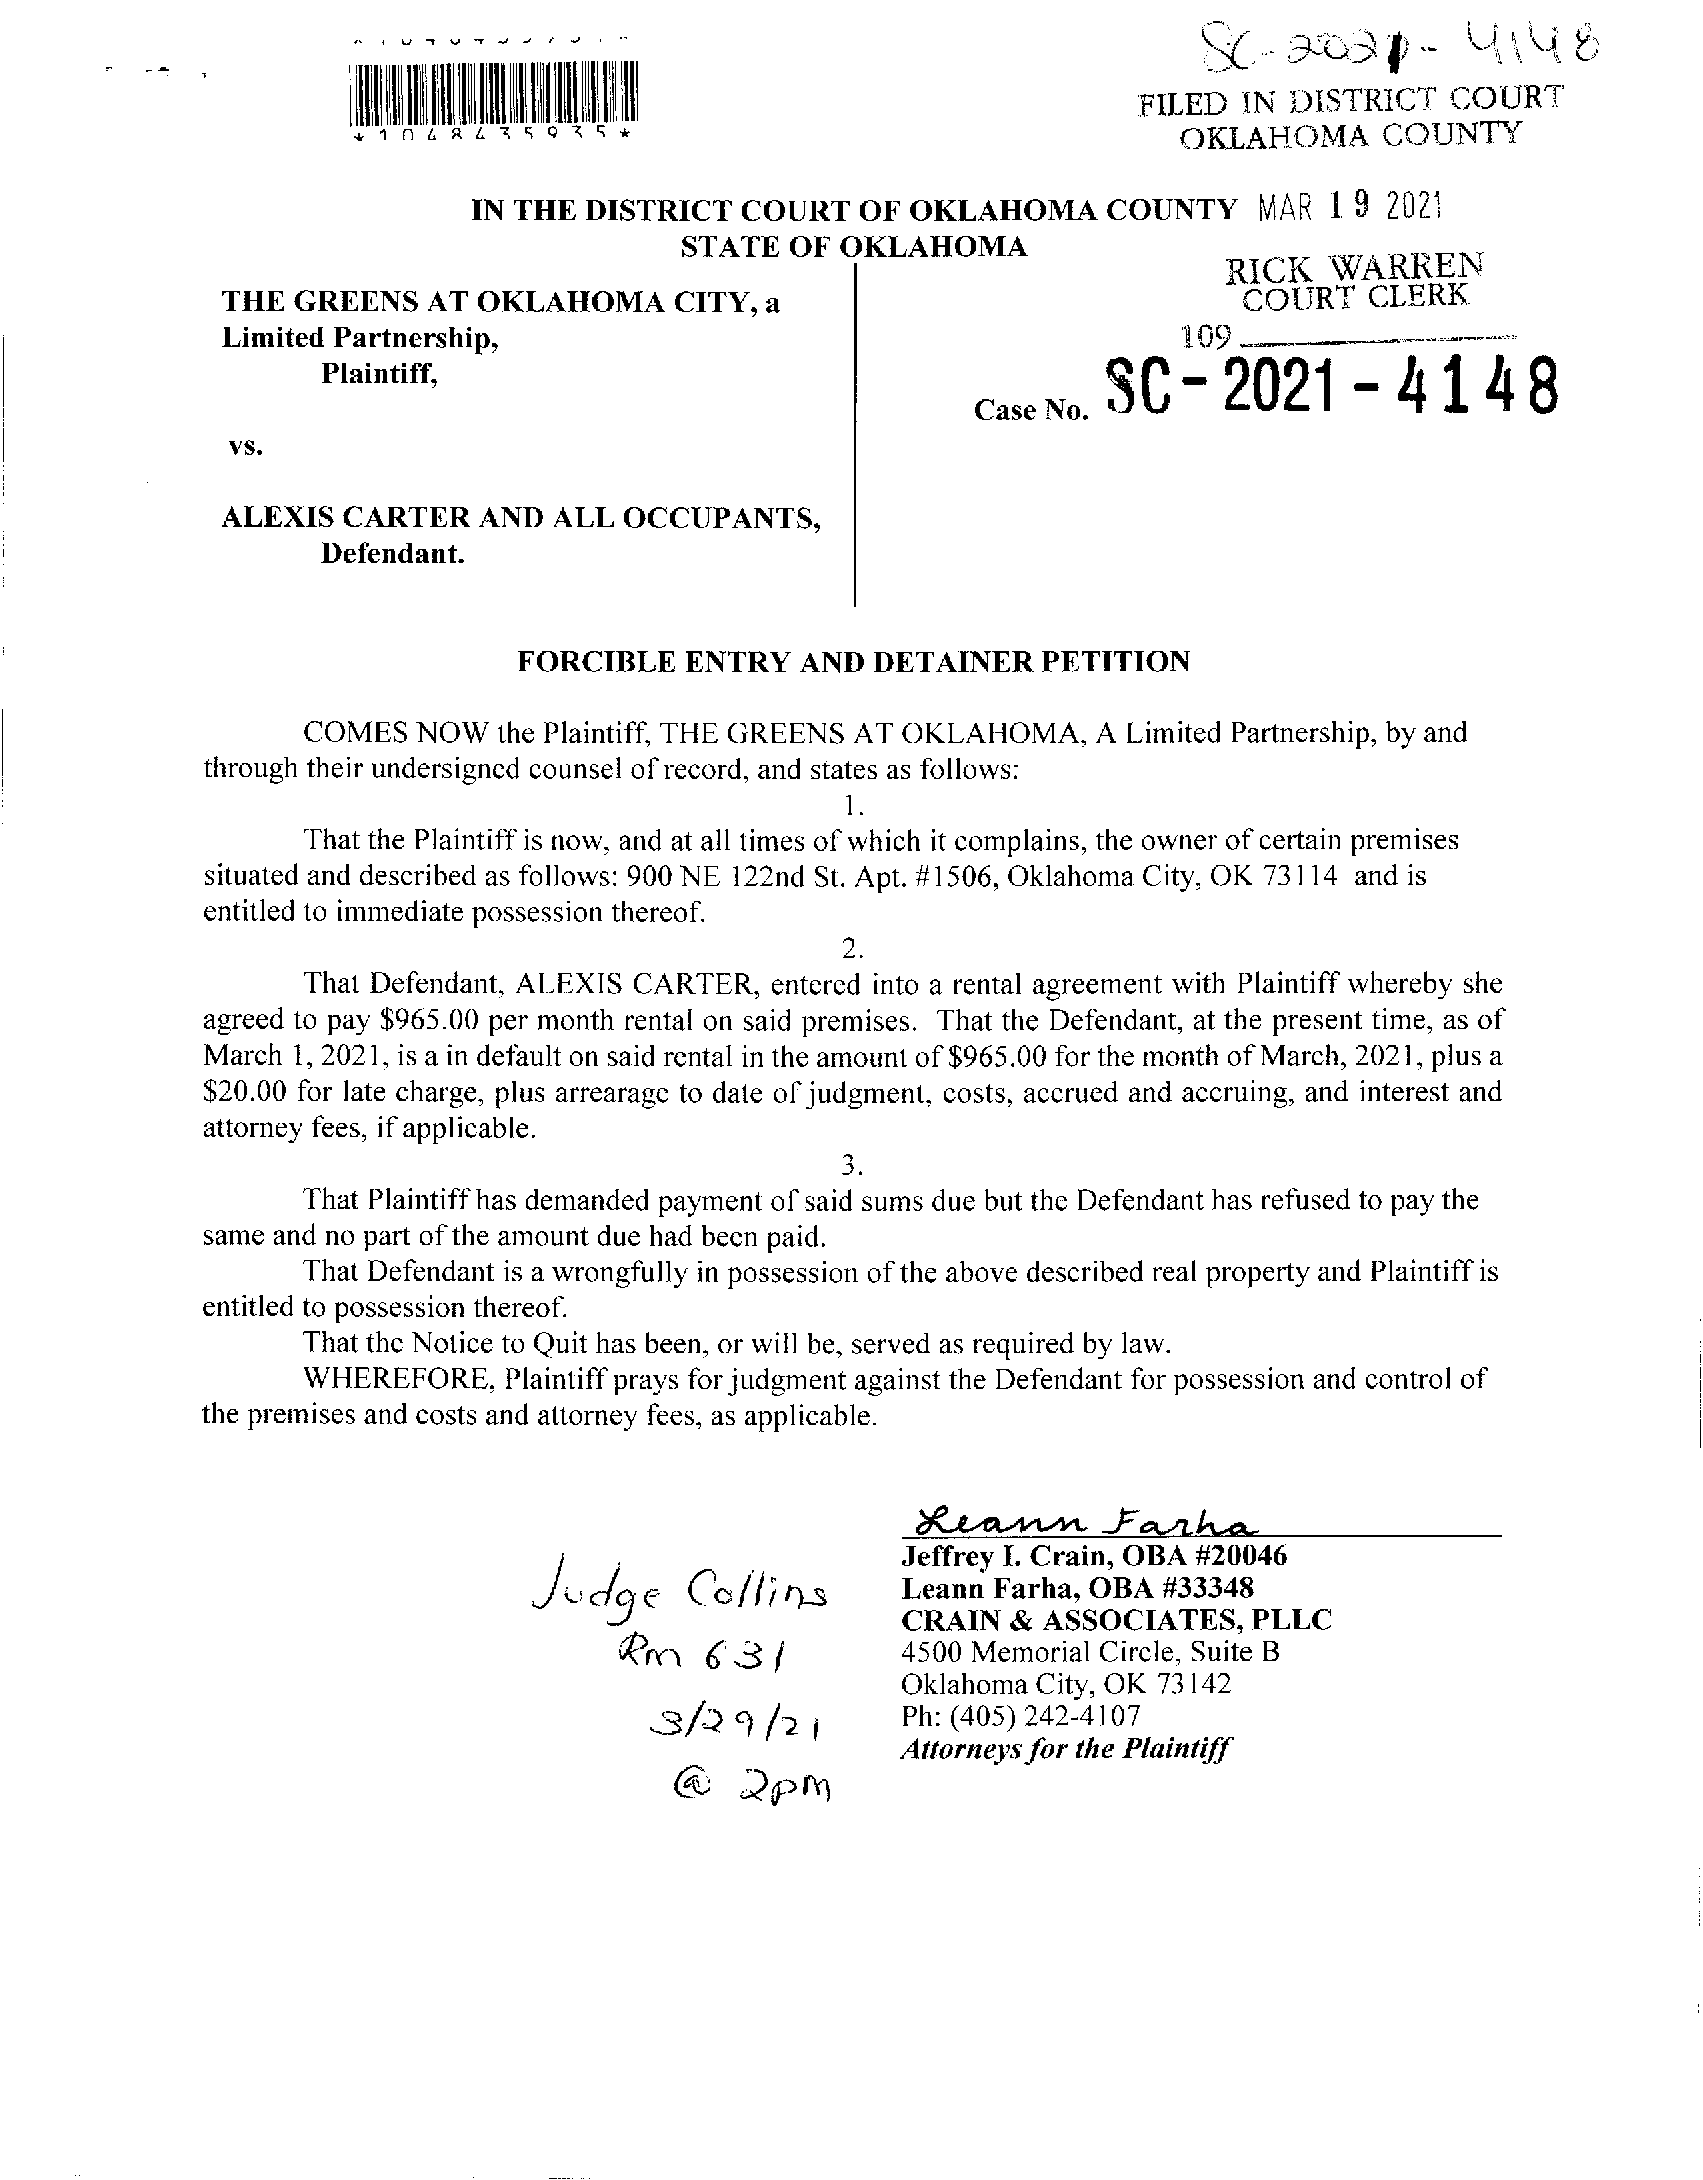 SC-2021-4148
FILED IN DISTRICT COURT
OKLAHOMA COUNTY
*1048435935*
IN THE DISTRICT COURT OF OKLAHOMA COUNTY MAR 19 2021
STATE OF OKLAHOMA
RICK WARREN
COURT CLERK
109
THE GREENS AT OKLAHOMA CITY, a
Limited Partnership,
Plaintiff,
Case No. SC-2021-4148
vs.
ALEXIS CARTER AND ALL OCCUPANTS,
Defendant.
FORCIBLE ENTRY AND DETAINER PETITION
COMES NOW the Plaintiff, THE GREENS AT OKLAHOMA, A Limited Partnership, by and
through their undersigned counsel of record, and states as follows:
1.
That the Plaintiff is now, and at all times of which it complains, the owner of certain premises
situated and described as follows: 900 NE 122nd St. Apt. #1506, Oklahoma City, OK 73114 and is
entitled to immediate possession thereof.
2.
That Defendant, ALEXIS CARTER, entered into a rental agreement with Plaintiff whereby she
agreed to pay $965.00 per month rental on said premises. That the Defendant, at the present time, as of
March 1, 2021, is a in default on said rental in the amount of $965.00 for the month of March, 2021, plus a
$20.00 for late charge, plus arrearage to date of judgment, costs, accrued and accruing, and interest and
attorney fees, if applicable.
3.
That Plaintiff has demanded payment of said sums due but the Defendant has refused to pay the
same and no part of the amount due had been paid.
That Defendant is a wrongfully in possession of the above described real property and Plaintiff is
entitled to possession thereof.
That the Notice to Quit has been, or will be, served as required by law.
WHEREFORE, Plaintiff prays for judgment against the Defendant for possession and control of
the premises and costs and attorney fees, as applicable.
Leann Farha
Jeffrey I. Crain, OBA #20046
Leann Farha, OBA #33348
CRAIN & ASSOCIATES, PLLC
4500 Memorial Circle, Suite B
Oklahoma City, OK 73142
Ph: (405) 242-4107
Attorneys for the Plaintiff
Judge Collins
Rm 631
3/29/21
@ 2pm